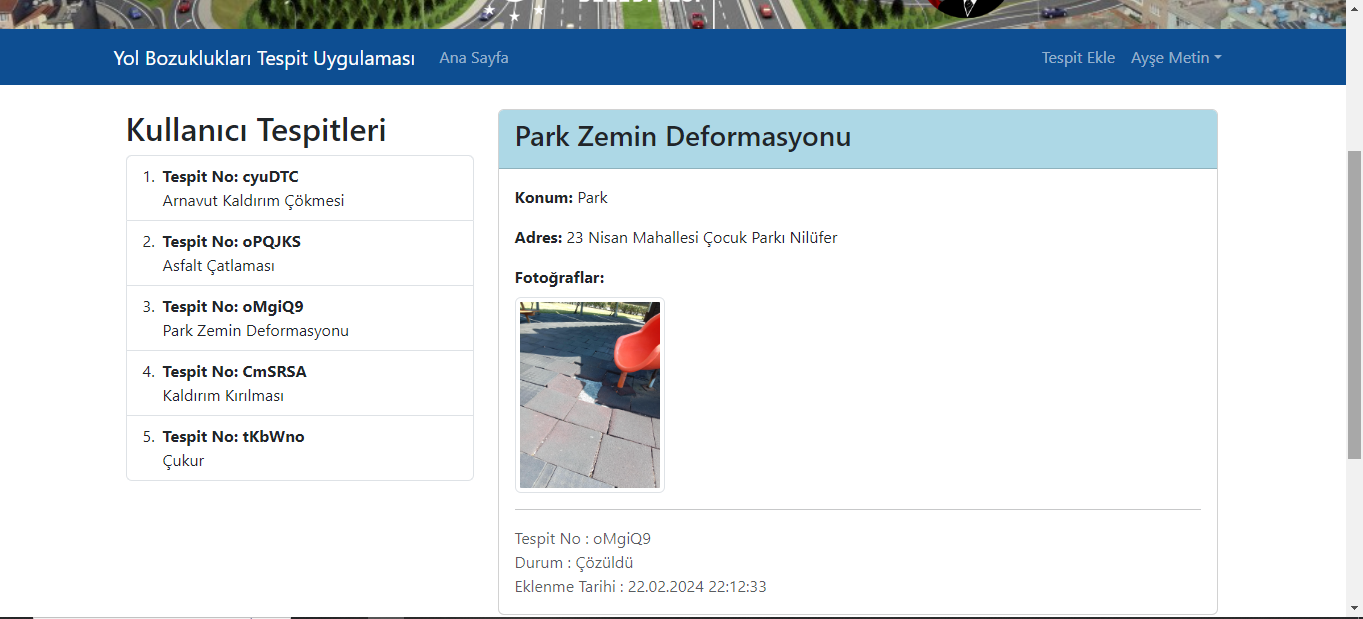 Yol Bozuklukları Tespit Uygulaması Ana Sayfa Tespit Ekle Ayşe Metin
Kullanıcı Tespitleri
1. Tespit No: cyuDTC
Arnavut Kaldırım Çökmesi
2. Tespit No: oPQJKS
Asfalt Çatlaması
3. Tespit No: oMgiQ9
Park Zemin Deformasyonu
4. Tespit No: CmSRSA
Kaldırım Kırılması
5. Tespit No: tKbWno
Çukur
Park Zemin Deformasyonu
Konum: Park
Adres: 23 Nisan Mahallesi Çocuk Parkı Nilüfer
Fotoğraflar:
Tespit No : oMgiQ9
Durum : Çözüldü
Eklenme Tarihi : 22.02.2024 22:12:33